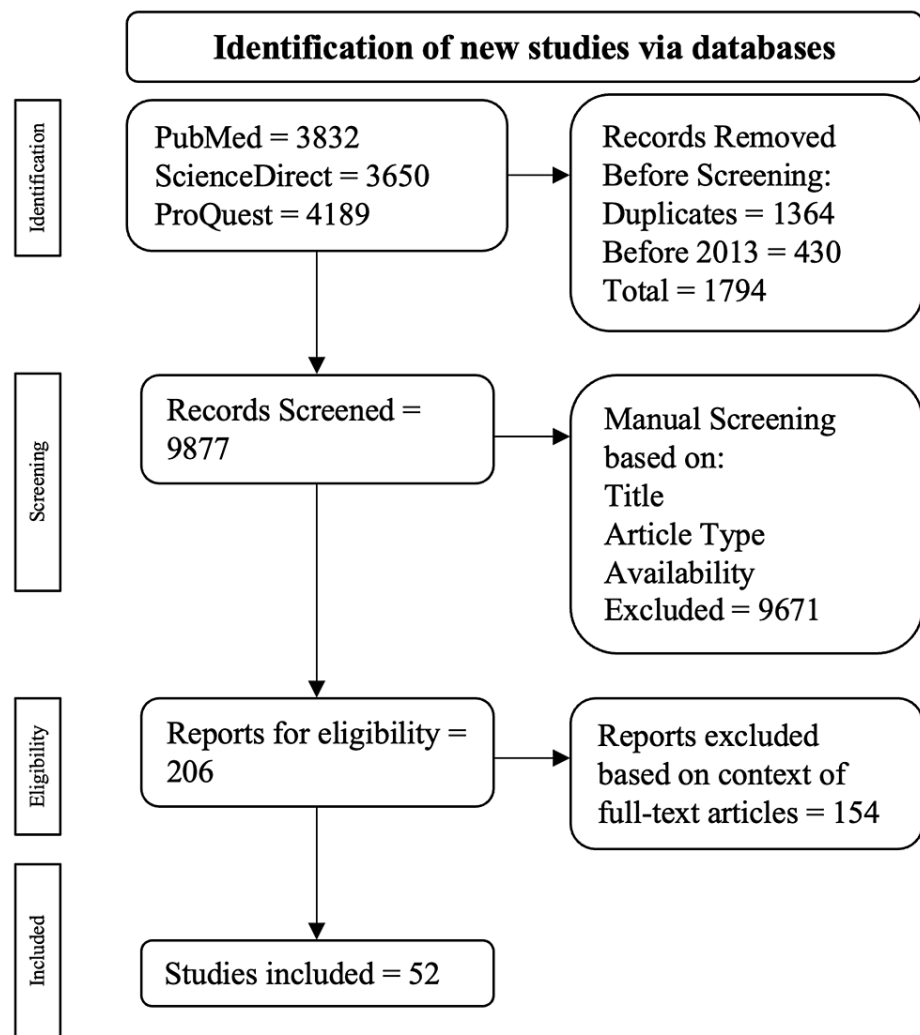 Identification of new studies via databases
Identification
PubMed = 3832
ScienceDirect = 3650
ProQuest = 4189
Records Removed
Before Screening:
Duplicates = 1364
Before 2013 = 430
Total = 1794
Screening
Records Screened =
9877
Manual Screening
based on:
Title
Article Type
Availability
Excluded = 9671
Eligibility
Reports for eligibility =
206
Reports excluded
based on context of
full-text articles = 154
Included
Studies included = 52